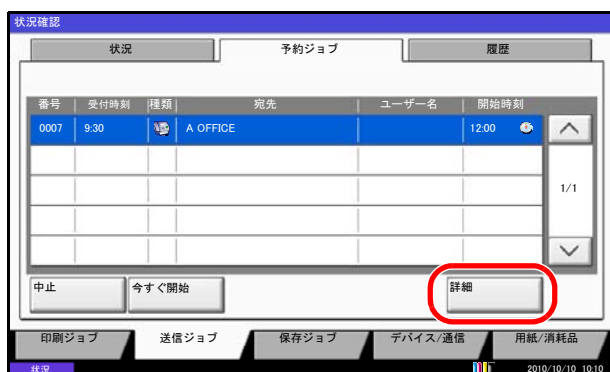 状況確認
状況 予約ジョブ 履歴
番号 受付時刻 種類 宛先 ユーザー名 開始時刻
0007 9:30 A OFFICE 12:00
1/1
中止 今すぐ開始 詳細
印刷ジョブ 送信ジョブ 保存ジョブ デバイス/通信 用紙/消耗品
状況 2010/10/10 10:10